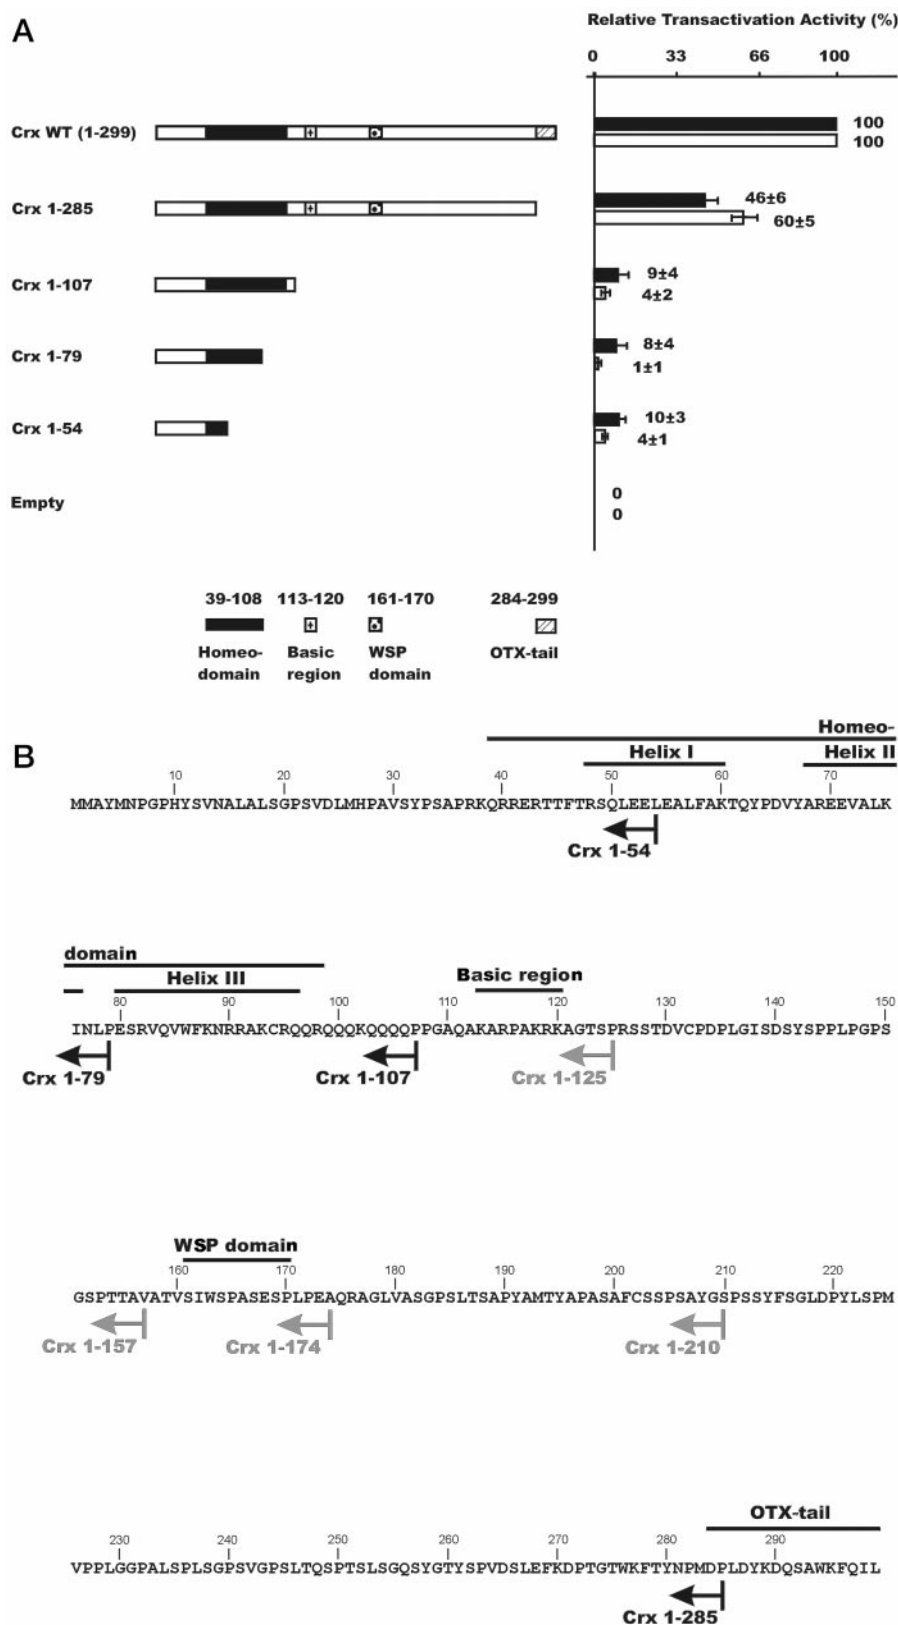 A
Relative Transactivation Activity (%)
0 33 66 100
Crx WT (1-299)
100
100
Crx 1-285
46±6
60±5
Crx 1-107
9±4
4±2
Crx 1-79
8±4
1±1
Crx 1-54
10±3
4±1
Empty
0
0
39-108 113-120 161-170 284-299
Homeo-domain
Basic region
WSP domain
OTX-tail
B
Homeo-
Helix I Helix II
10 20 30 40 50 60 70
MMAYMNPGPHYSVNALALSGPSVDLMHPAVSYPSAPRKQRRERTTFTRSQLEELEALFAKTQYPDVYAREEVALK
Crx 1-54
domain
Helix III Basic region
80 90 100 110 120 130 140 150
INLPESRVQVWFKNRRAKCRQQRQQQKQQQQPPGAQAKARPAKRKAGTSPRSSTDVCPDPLGISDSYSPPLPGPS
Crx 1-79 Crx 1-107 Crx 1-125
WSP domain
160 170 180 190 200 210 220
GSPTTAVATVSIWSPASESPLPEAQRAGLVASGPSLTSAPYAMTYAPASAFCSSPSAYGSPSSYFSGLDPYLSPM
Crx 1-157 Crx 1-174 Crx 1-210
OTX-tail
230 240 250 260 270 280 290
VPPLGGPALSPLSGPSVGPSLTQSPTSLSGQSYGTYSPVDSLEFKDPTGTWKFTYNPMDPLDYKDQSAWKFQIL
Crx 1-285